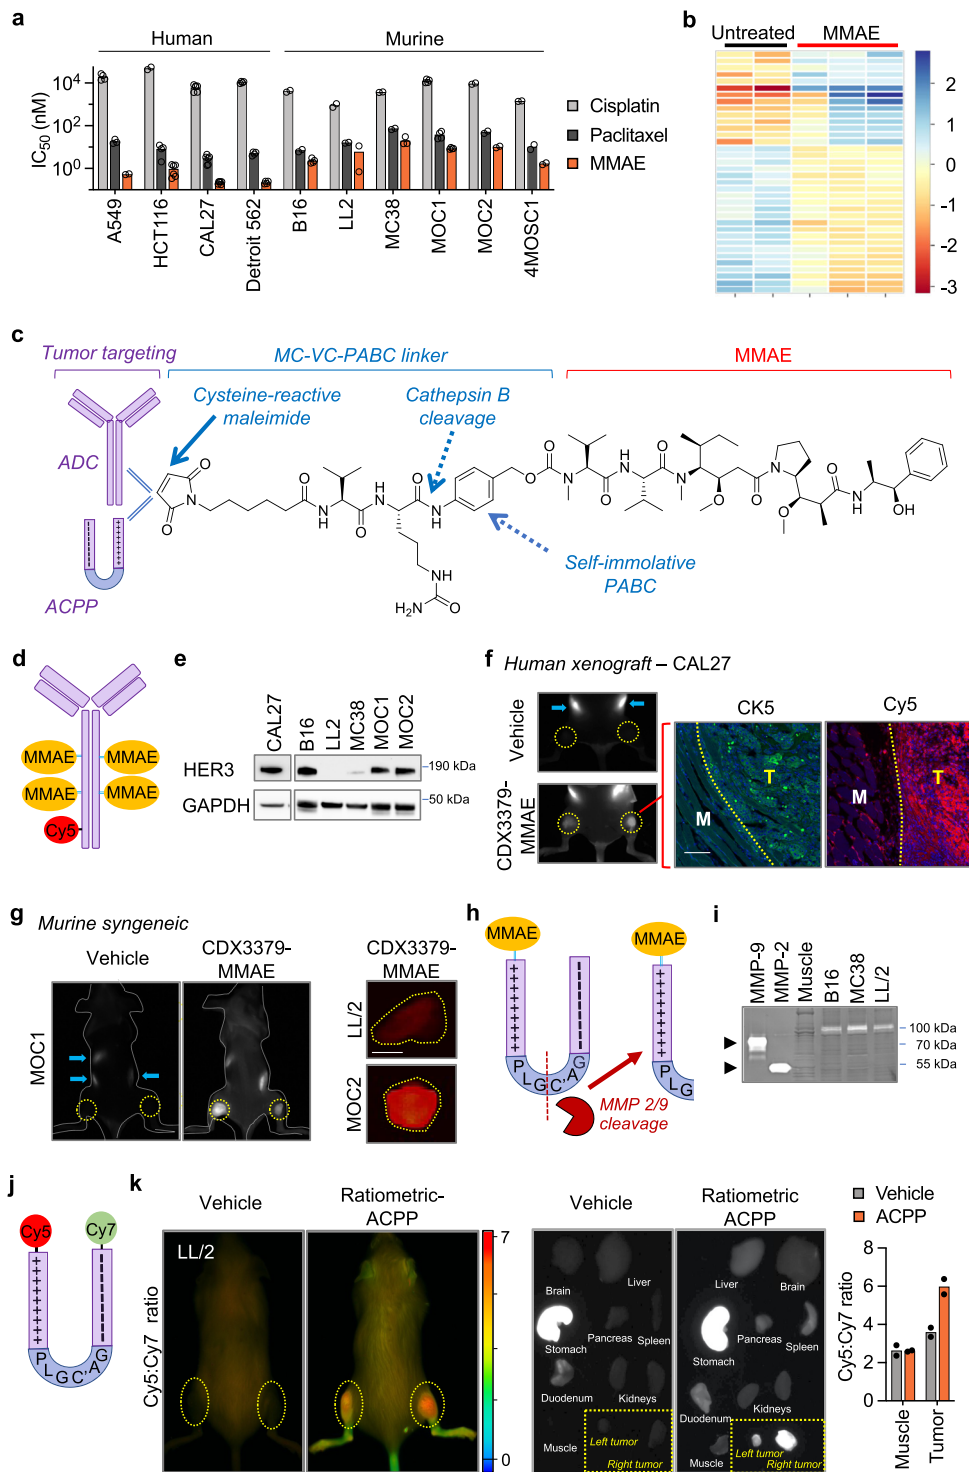 a
Human
Murine
IC50 (nM)
10^4
10^2
10^0
Cisplatin
Paclitaxel
MMAE
A549
HCT116
CAL27
Detroit 562
B16
LL2
MC38
MOC1
MOC2
4MOSC1
b
Untreated
MMAE
2
1
0
-1
-2
-3
c
Tumor targeting
MC-VC-PABC linker
MMAE
Cysteine-reactive
maleimide
Cathepsin B
cleavage
ADC
ACPP
Self-immolative
PABC
O
N
O
O
N
H
O
H
N
O
N
H
O
O
N
O
H
N
O
N
O
O
N
O
O
H
N
OH
NH
H2N
O
d
MMAE
MMAE
MMAE
MMAE
Cy5
e
CAL27
B16
LL2
MC38
MOC1
MOC2
HER3
190 kDa
GAPDH
50 kDa
f
Human xenograft – CAL27
Vehicle
CDX3379-
MMAE
CK5
Cy5
T
M
T
M
g
Murine syngeneic
Vehicle
CDX3379-
MMAE
CDX3379-
MMAE
MOC1
LL/2
MOC2
h
MMAE
MMAE
+++++++++
P L G C' A G
P L G
MMP 2/9
cleavage
i
MMP-9
MMP-2
Muscle
B16
MC38
LL/2
100 kDa
70 kDa
55 kDa
j
Cy5
Cy7
P L G C' A G
k
Vehicle
Ratiometric-
ACPP
LL/2
Cy5:Cy7 ratio
7
0
Vehicle
Ratiometric
ACPP
Brain
Liver
Stomach
Pancreas
Spleen
Duodenum
Kidneys
Muscle
Left tumor
Right tumor
Liver
Brain
Stomach
Pancreas
Spleen
Duodenum
Kidneys
Muscle
Left tumor
Right tumor
Vehicle
ACPP
Cy5:Cy7 ratio
8
6
4
2
0
Muscle
Tumor